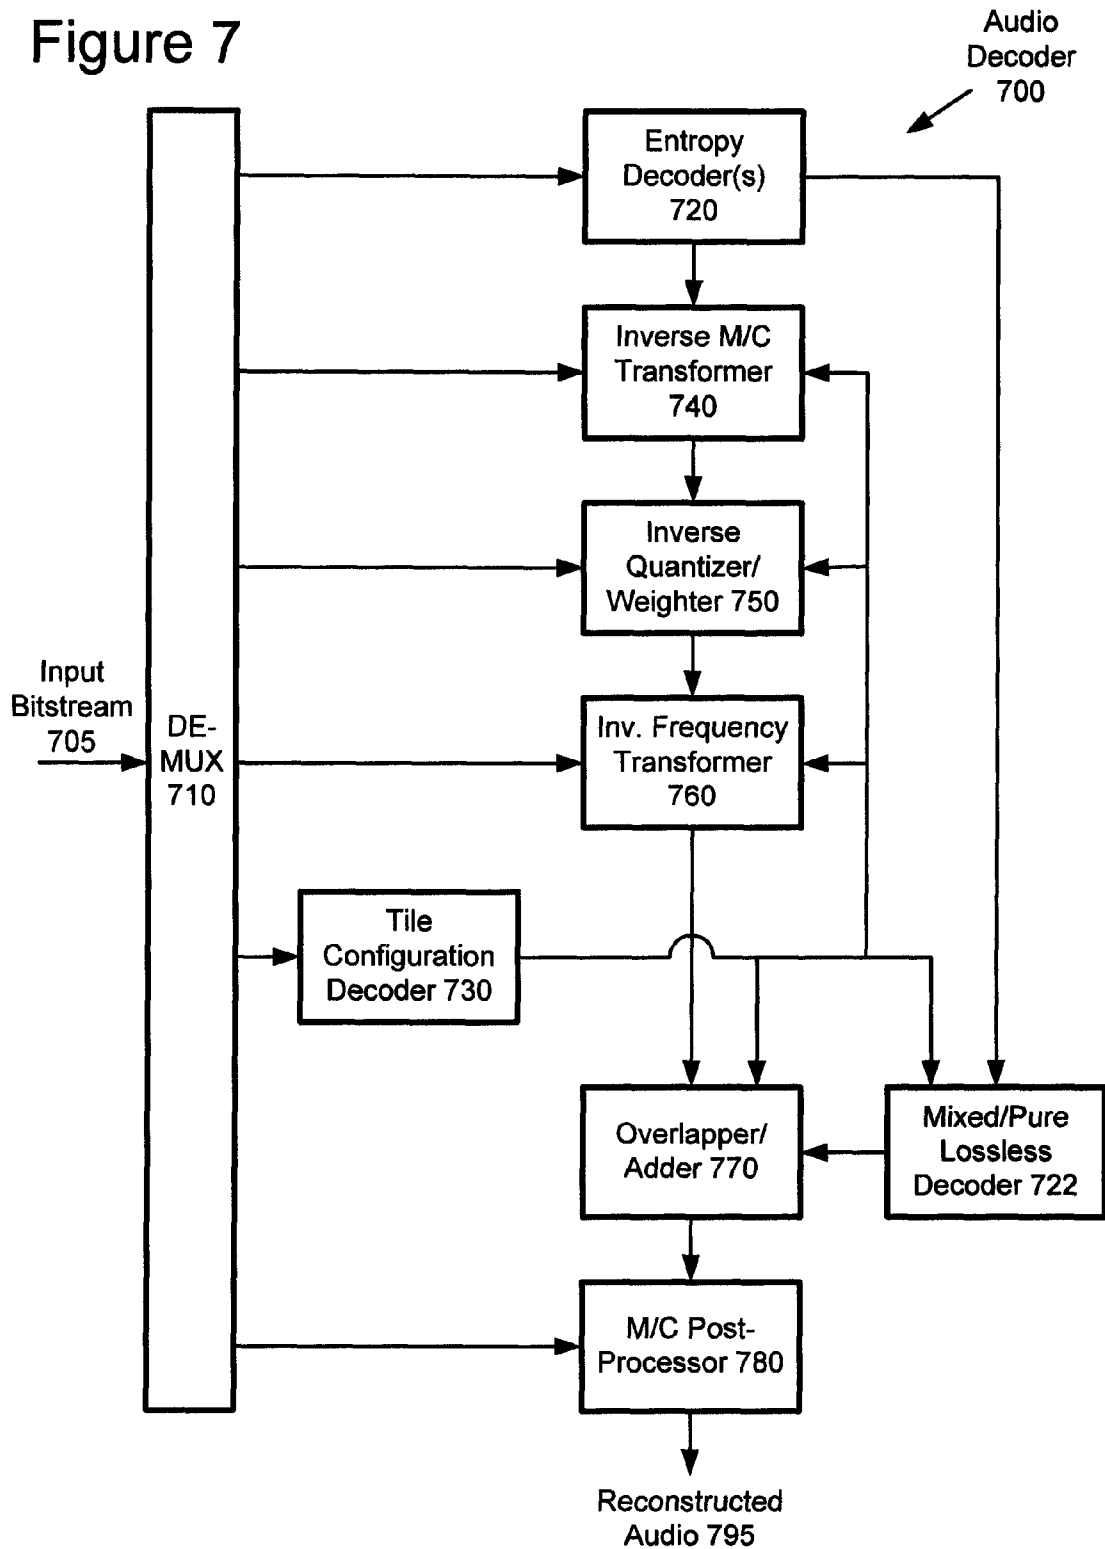 Figure 7
Audio
Decoder
700
Entropy
Decoder(s)
720
Inverse M/C
Transformer
740
Inverse
Quantizer/
Weighter 750
Input
Bitstream
705
DE-
MUX
710
Inv. Frequency
Transformer
760
Tile
Configuration
Decoder 730
Overlapper/
Adder 770
Mixed/Pure
Lossless
Decoder 722
M/C Post-
Processor 780
Reconstructed
Audio 795